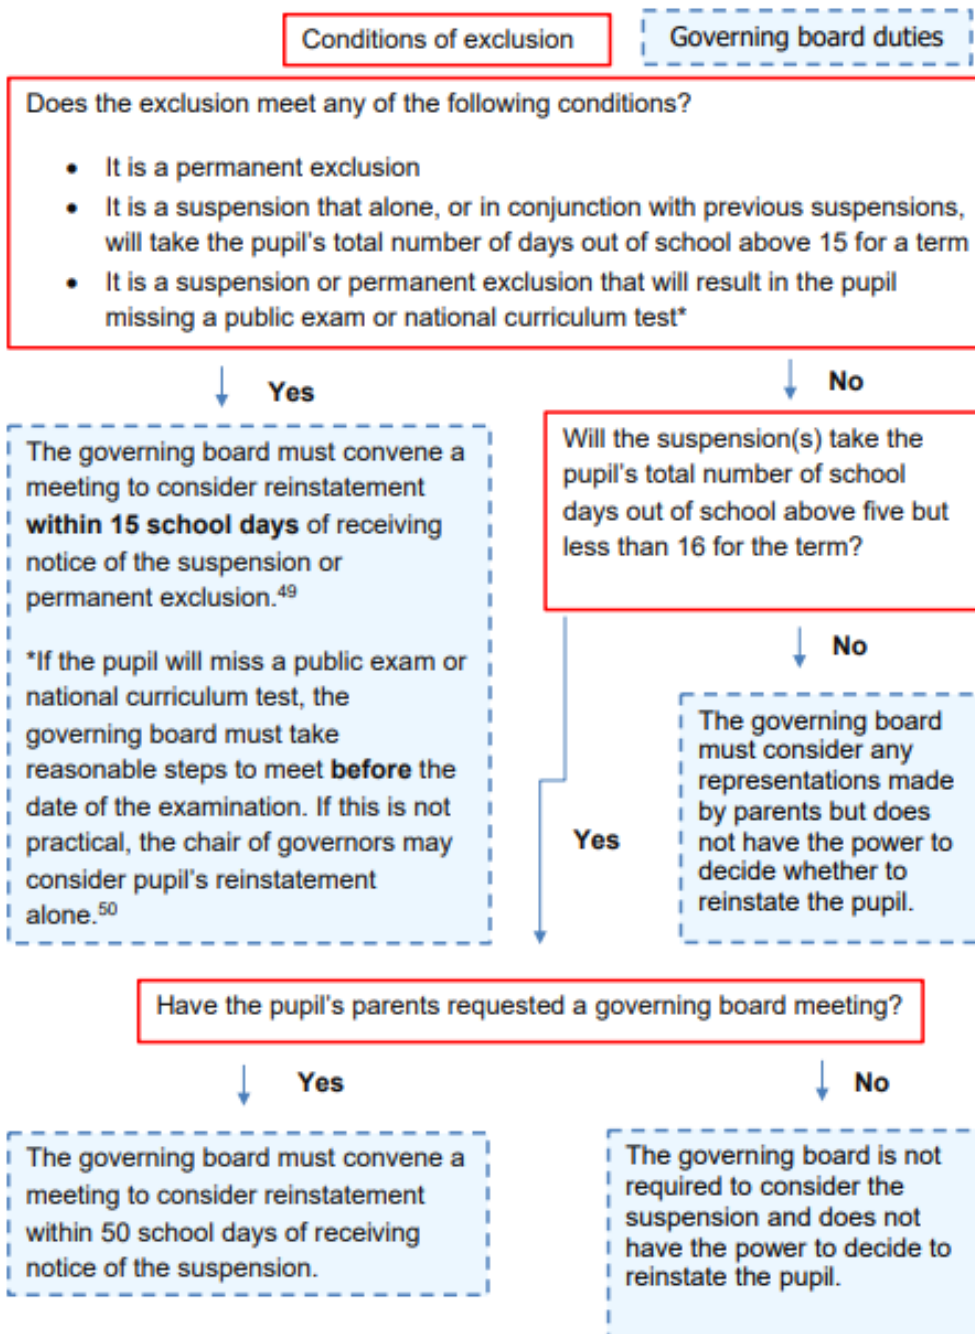 Conditions of exclusion
Governing board duties
Does the exclusion meet any of the following conditions?
• It is a permanent exclusion
• It is a suspension that alone, or in conjunction with previous suspensions,
will take the pupil's total number of days out of school above 15 for a term
• It is a suspension or permanent exclusion that will result in the pupil
missing a public exam or national curriculum test*
Yes
No
The governing board must convene a
meeting to consider reinstatement
within 15 school days of receiving
notice of the suspension or
permanent exclusion.49
*If the pupil will miss a public exam or
national curriculum test, the
governing board must take
reasonable steps to meet before the
date of the examination. If this is not
practical, the chair of governors may
consider pupil's reinstatement
alone.50
Will the suspension(s) take the
pupil's total number of school
days out of school above five but
less than 16 for the term?
No
The governing board
must consider any
representations made
by parents but does
not have the power to
decide whether to
reinstate the pupil.
Yes
Have the pupil's parents requested a governing board meeting?
Yes
No
The governing board must convene a
meeting to consider reinstatement
within 50 school days of receiving
notice of the suspension.
The governing board is not
required to consider the
suspension and does not
have the power to decide to
reinstate the pupil.